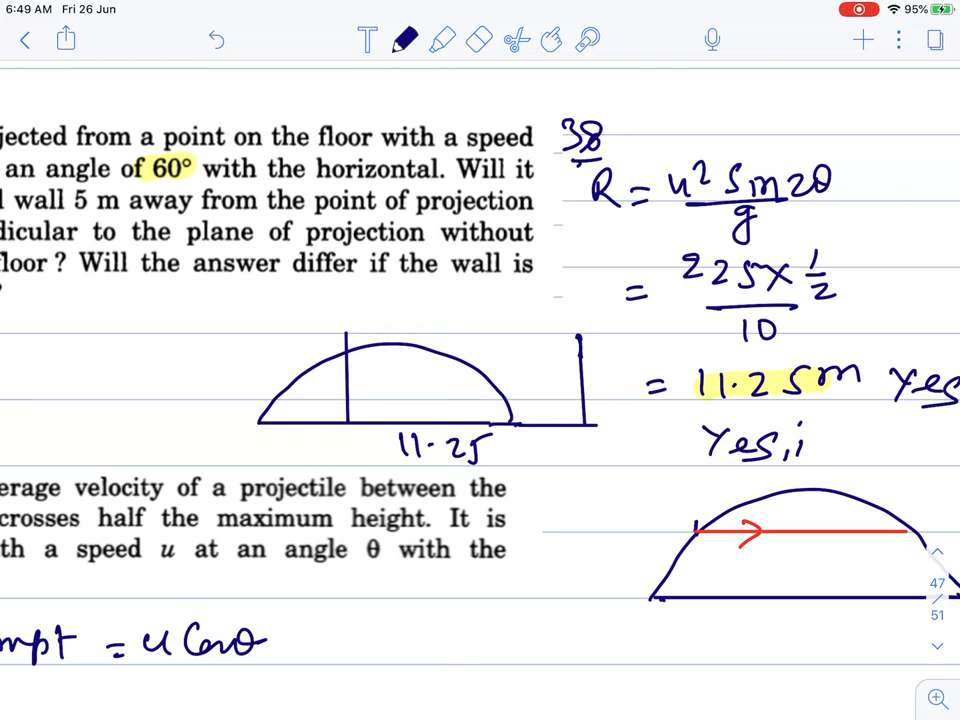 6:49 AM Fri 26 Jun
95%
jected from a point on the floor with a speed
an angle of 60° with the horizontal. Will it
l wall 5 m away from the point of projection
dicular to the plane of projection without
loor ? Will the answer differ if the wall is
38
R = u² Sin2θ / g
= 225 × 1/2 / 10
= 11.25m Yes
Yes, i
11.25
erage velocity of a projectile between the
crosses half the maximum height. It is
th a speed u at an angle θ with the
mpt = u Cosθ
47
51